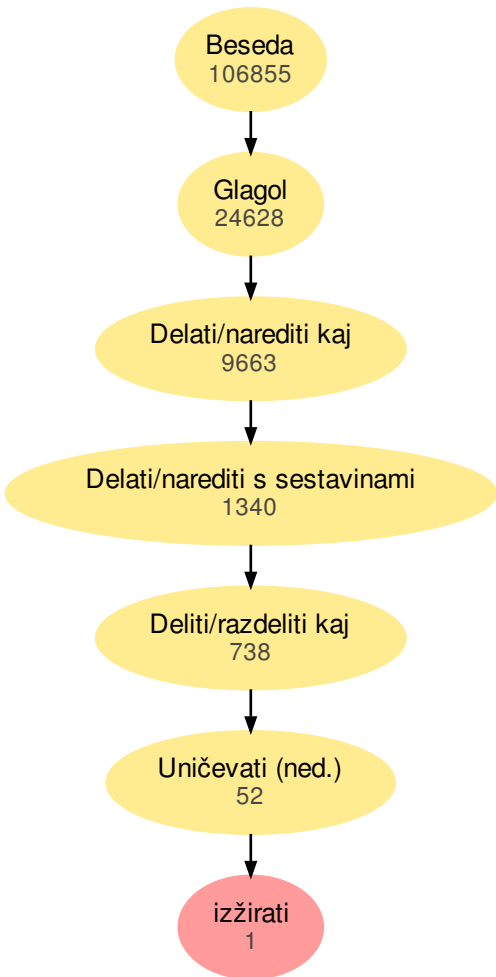 Beseda
106855
Glagol
24628
Delati/narediti kaj
9663
Delati/narediti s sestavinami
1340
Deliti/razdeliti kaj
738
Uničevati (ned.)
52
izžirati
1